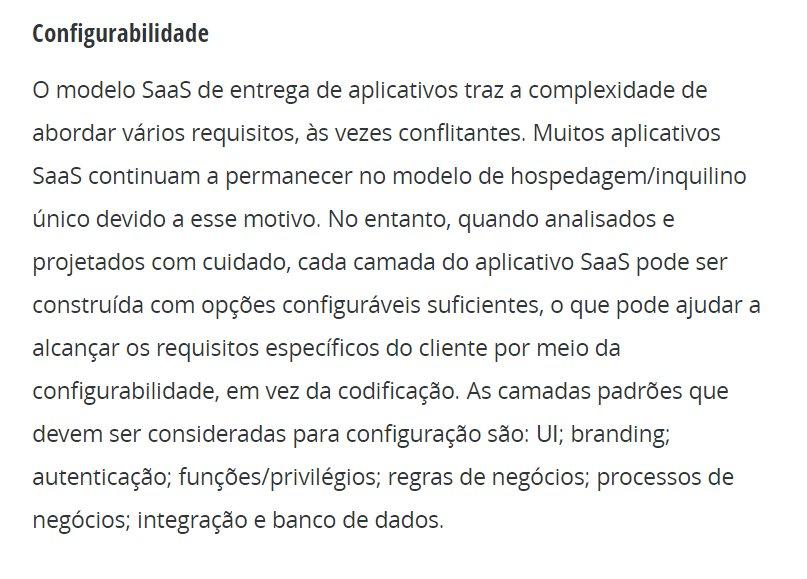 Configurabilidade
O modelo SaaS de entrega de aplicativos traz a complexidade de
abordar vários requisitos, às vezes conflitantes. Muitos aplicativos
SaaS continuam a permanecer no modelo de hospedagem/inquilino
único devido a esse motivo. No entanto, quando analisados e
projetados com cuidado, cada camada do aplicativo SaaS pode ser
construída com opções configuráveis suficientes, o que pode ajudar a
alcançar os requisitos específicos do cliente por meio da
configurabilidade, em vez da codificação. As camadas padrões que
devem ser consideradas para configuração são: UI; branding;
autenticação; funções/privilégios; regras de negócios; processos de
negócios; integração e banco de dados.